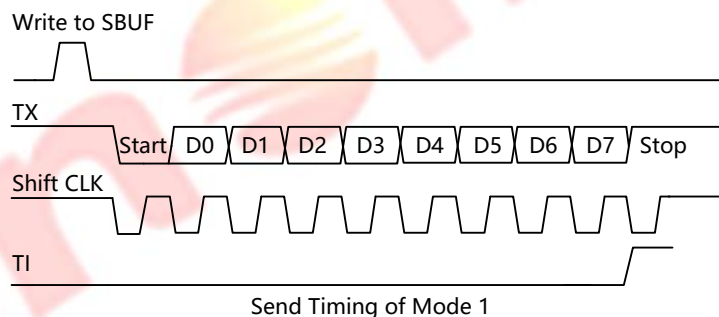 Write to SBUF
TX
Start D0 D1 D2 D3 D4 D5 D6 D7 Stop
Shift CLK
TI
Send Timing of Mode 1